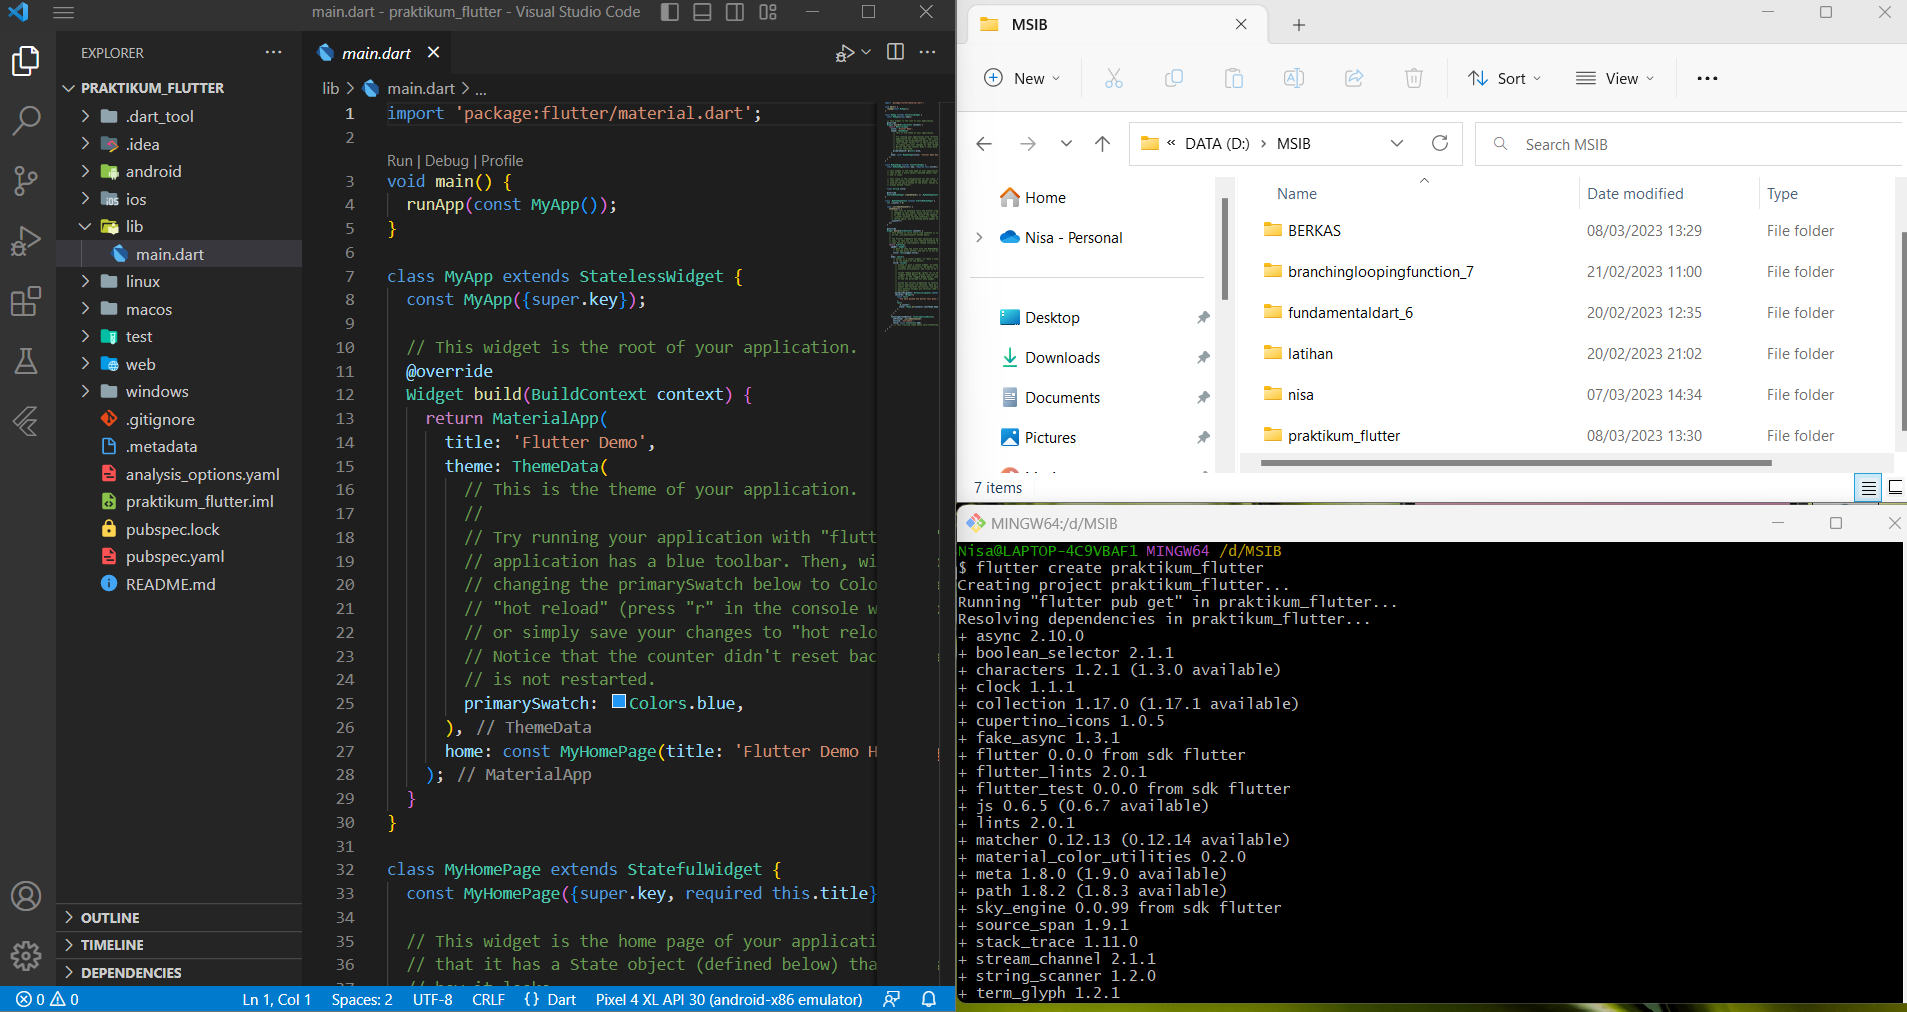 main.dart - praktikum_flutter - Visual Studio Code
EXPLORER
PRAKTIKUM_FLUTTER
.dart_tool
.idea
android
ios
lib
main.dart
linux
macos
test
web
windows
.gitignore
.metadata
analysis_options.yaml
praktikum_flutter.iml
pubspec.lock
pubspec.yaml
README.md
OUTLINE
TIMELINE
DEPENDENCIES
main.dart
lib > main.dart > ...
1 import 'package:flutter/material.dart';
2
Run | Debug | Profile
3 void main() {
4 runApp(const MyApp());
5 }
6
7 class MyApp extends StatelessWidget {
8 const MyApp({super.key});
9
10 // This widget is the root of your application.
11 @override
12 Widget build(BuildContext context) {
13 return MaterialApp(
14 title: 'Flutter Demo',
15 theme: ThemeData(
16 // This is the theme of your application.
17 //
18 // Try running your application with "flutt
19 // application has a blue toolbar. Then, wi
20 // changing the primarySwatch below to Colo
21 // "hot reload" (press "r" in the console w
22 // or simply save your changes to "hot relo
23 // Notice that the counter didn't reset bac
24 // is not restarted.
25 primarySwatch: Colors.blue,
26 ), // ThemeData
27 home: const MyHomePage(title: 'Flutter Demo H
28 ); // MaterialApp
29 }
30 }
31
32 class MyHomePage extends StatefulWidget {
33 const MyHomePage({super.key, required this.title}
34
35 // This widget is the home page of your applicati
36 // that it has a State object (defined below) tha
0 0
Ln 1, Col 1 Spaces: 2 UTF-8 CRLF {} Dart Pixel 4 XL API 30 (android-x86 emulator)
MSIB
New Sort View
« DATA (D:) > MSIB
Search MSIB
Home
Nisa - Personal
Desktop
Downloads
Documents
Pictures
Name Date modified Type
BERKAS 08/03/2023 13:29 File folder
branchingloopingfunction_7 21/02/2023 11:00 File folder
fundamentaldart_6 20/02/2023 12:35 File folder
latihan 20/02/2023 21:02 File folder
nisa 07/03/2023 14:34 File folder
praktikum_flutter 08/03/2023 13:30 File folder
7 items
MINGW64:/d/MSIB
Nisa@LAPTOP-4C9VBAF1 MINGW64 /d/MSIB
$ flutter create praktikum_flutter
Creating project praktikum_flutter...
Running "flutter pub get" in praktikum_flutter...
Resolving dependencies in praktikum_flutter...
+ async 2.10.0
+ boolean_selector 2.1.1
+ characters 1.2.1 (1.3.0 available)
+ clock 1.1.1
+ collection 1.17.0 (1.17.1 available)
+ cupertino_icons 1.0.5
+ fake_async 1.3.1
+ flutter 0.0.0 from sdk flutter
+ flutter_lints 2.0.1
+ flutter_test 0.0.0 from sdk flutter
+ js 0.6.5 (0.6.7 available)
+ lints 2.0.1
+ matcher 0.12.13 (0.12.14 available)
+ material_color_utilities 0.2.0
+ meta 1.8.0 (1.9.0 available)
+ path 1.8.2 (1.8.3 available)
+ sky_engine 0.0.99 from sdk flutter
+ source_span 1.9.1
+ stack_trace 1.11.0
+ stream_channel 2.1.1
+ string_scanner 1.2.0
+ term_glyph 1.2.1